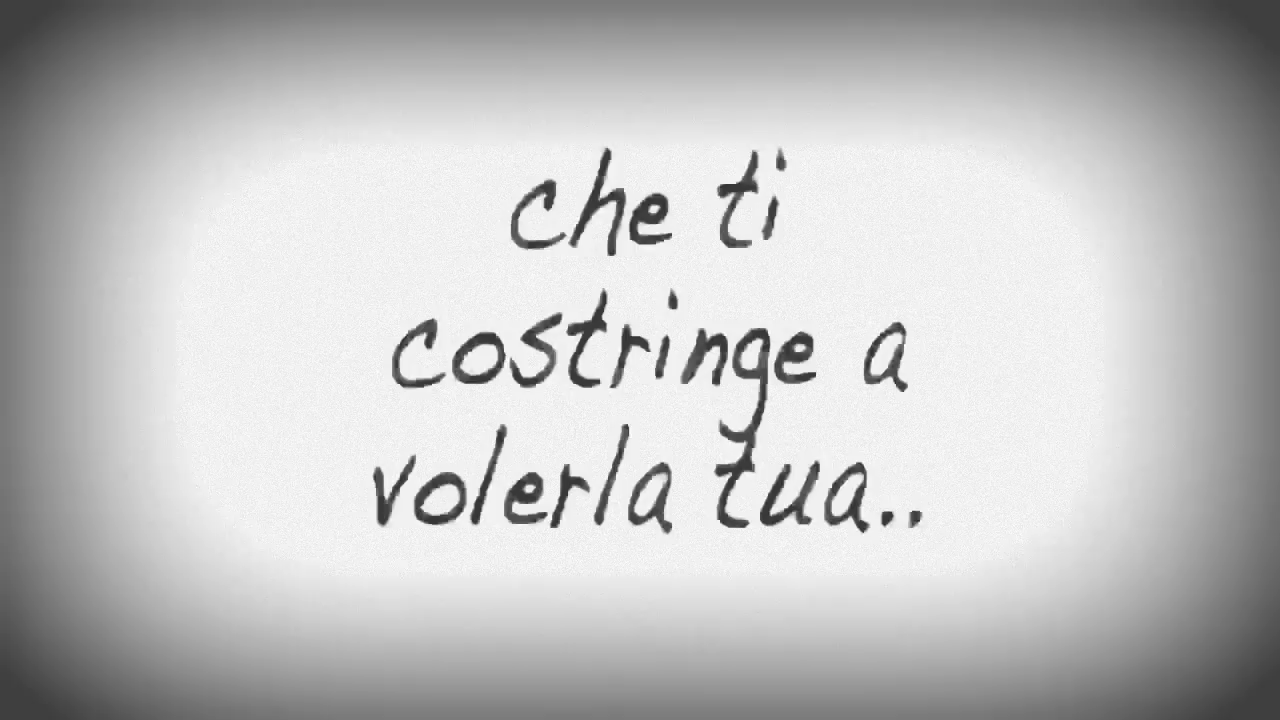 che ti
costringe a
volerla tua..